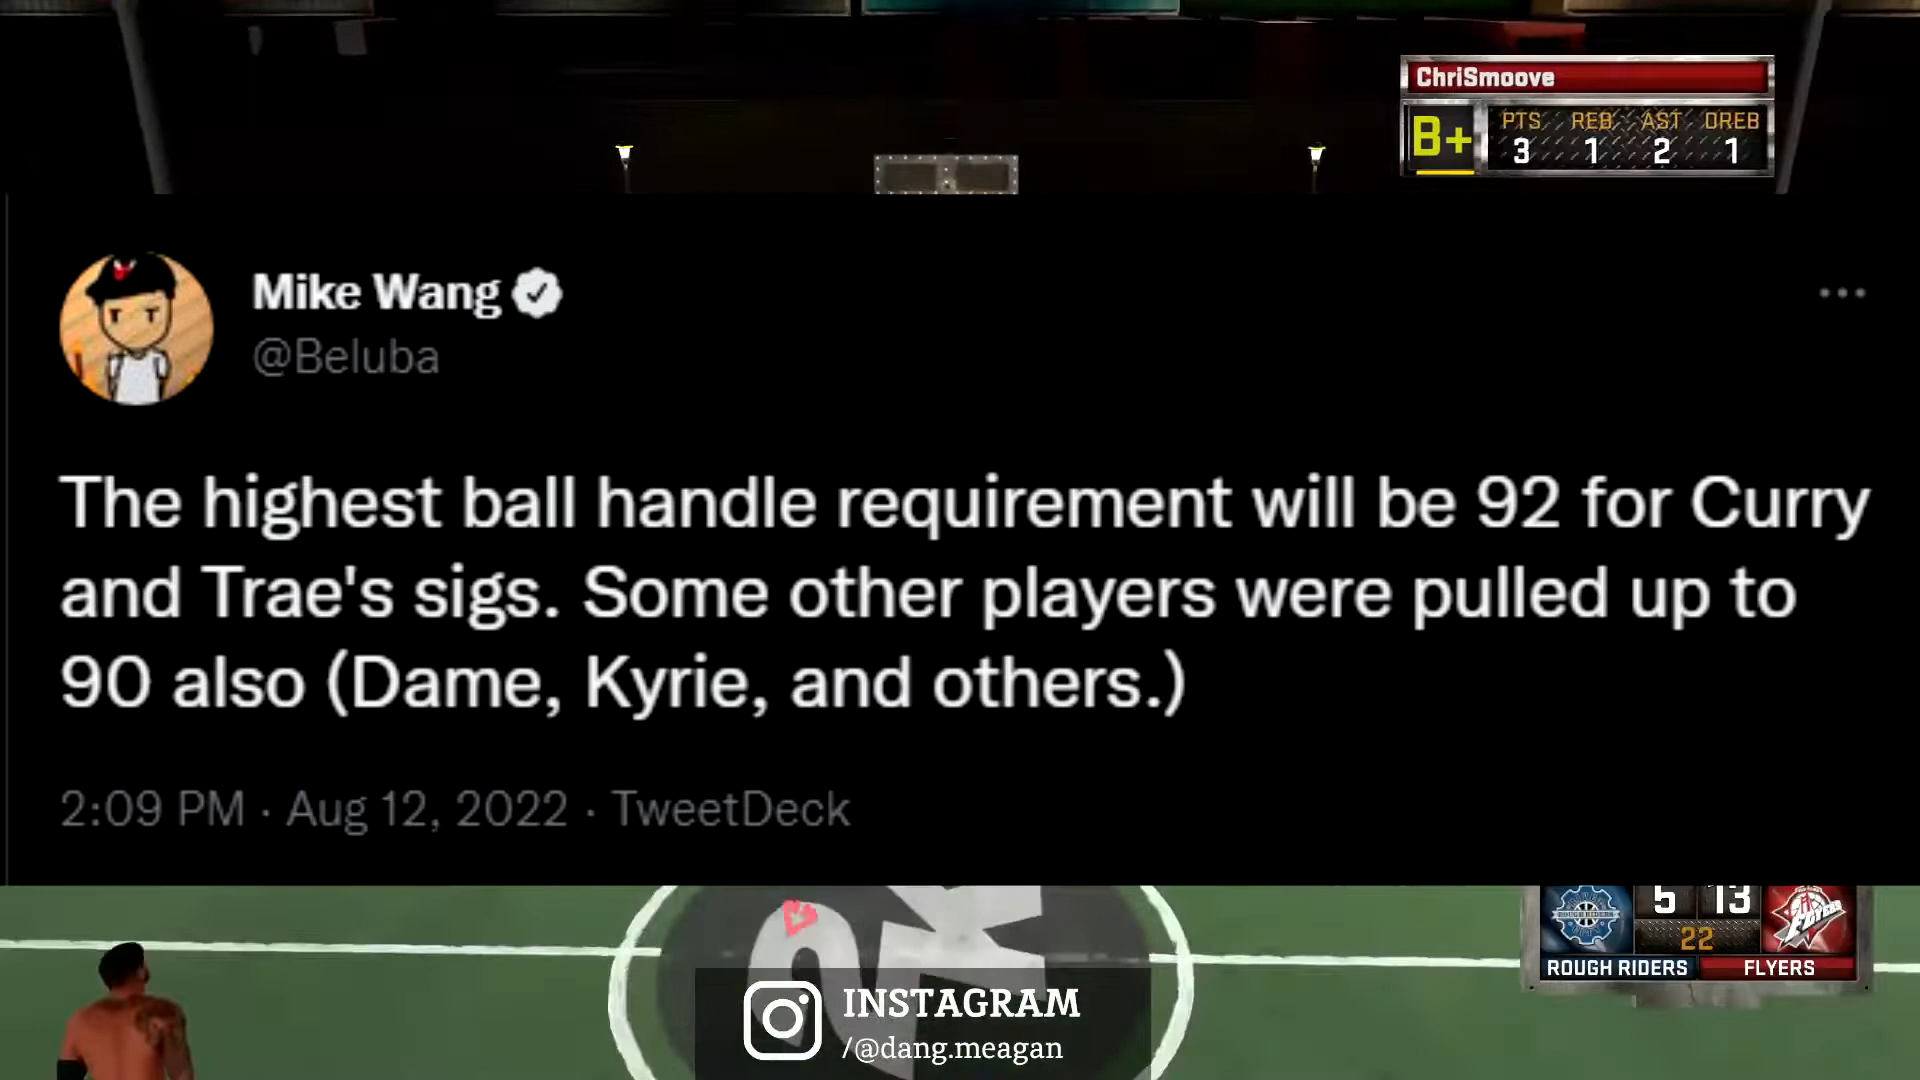 ChriSmoove
B+
PTS REB AST OREB
3 1 2 1
Mike Wang
@Beluba
The highest ball handle requirement will be 92 for Curry
and Trae's sigs. Some other players were pulled up to
90 also (Dame, Kyrie, and others.)
2:09 PM · Aug 12, 2022 · TweetDeck
5 13
22
ROUGH RIDERS FLYERS
INSTAGRAM
/@dang.meagan